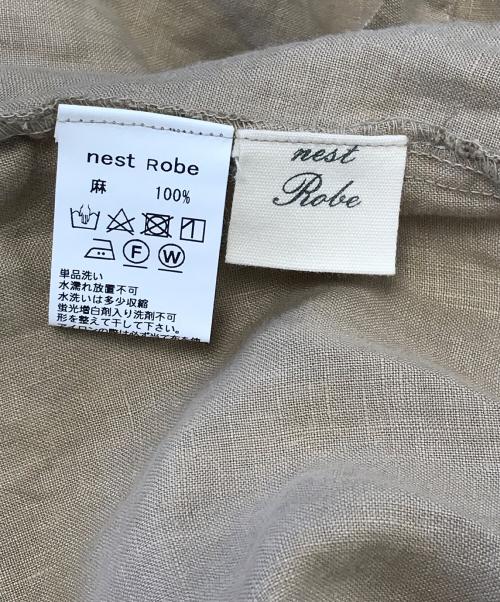 nest Robe
麻 100%
F W
単品洗い
水濡れ放置不可
水洗いは多少収縮
蛍光増白剤入り洗剤不可
形を整えて干して下さい。
nest
Robe